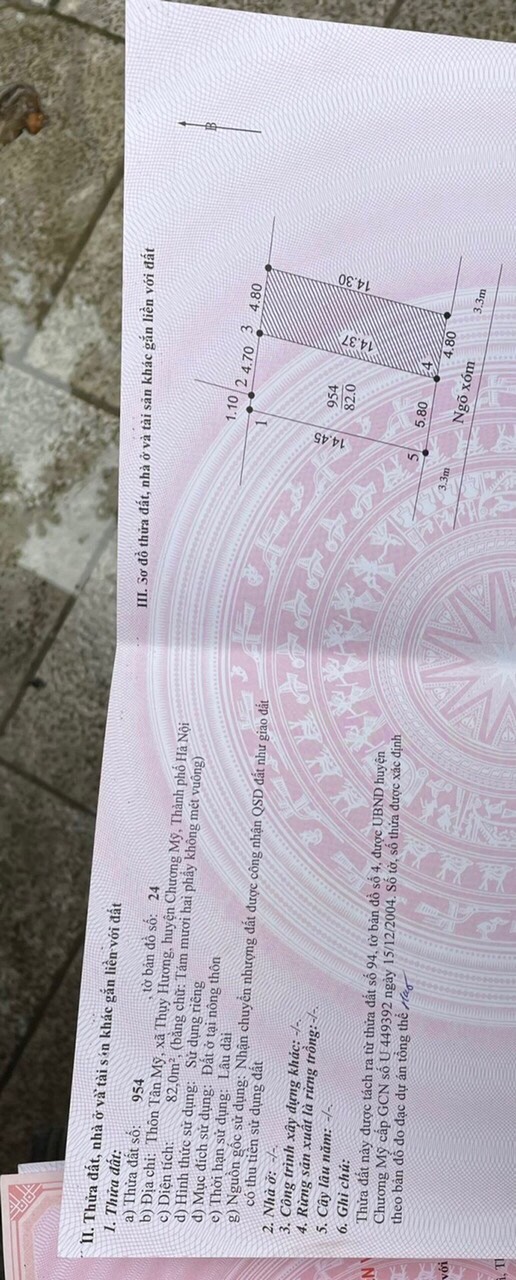 II. Thửa đất, nhà ở và tài sản khác gắn liền với đất
1. Thửa đất:
a) Thửa đất số: 954 , tờ bản đồ số: 24
b) Địa chỉ: Thôn Tân Mỹ, xã Thụy Hương, huyện Chương Mỹ, Thành phố Hà Nội
c) Diện tích: 82,0m², (bằng chữ: Tám mươi hai phẩy không mét vuông)
d) Hình thức sử dụng: Sử dụng riêng
đ) Mục đích sử dụng: Đất ở tại nông thôn
e) Thời hạn sử dụng: Lâu dài
g) Nguồn gốc sử dụng: Nhận chuyển nhượng đất được công nhận QSD đất như giao đất
có thu tiền sử dụng đất
2. Nhà ở: -/-.
3. Công trình xây dựng khác: -/-.
4. Rừng sản xuất là rừng trồng: -/-.
5. Cây lâu năm: -/-.
6. Ghi chú:
Thửa đất này được tách ra từ thửa đất số 94, tờ bản đồ số 4, được UBND huyện
Chương Mỹ cấp GCN số U 449392 ngày 15/12/2004. Số tờ, số thửa được xác định
theo bản đồ đo đạc dự án tổng thể
III. Sơ đồ thửa đất, nhà ở và tài sản khác gắn liền với đất
B
1.10 2 4.70 3 4.80
1
14.45
954
82.0
14.37
14.30
5 5.80 4 4.80
3.3m Ngõ xóm 3.3m